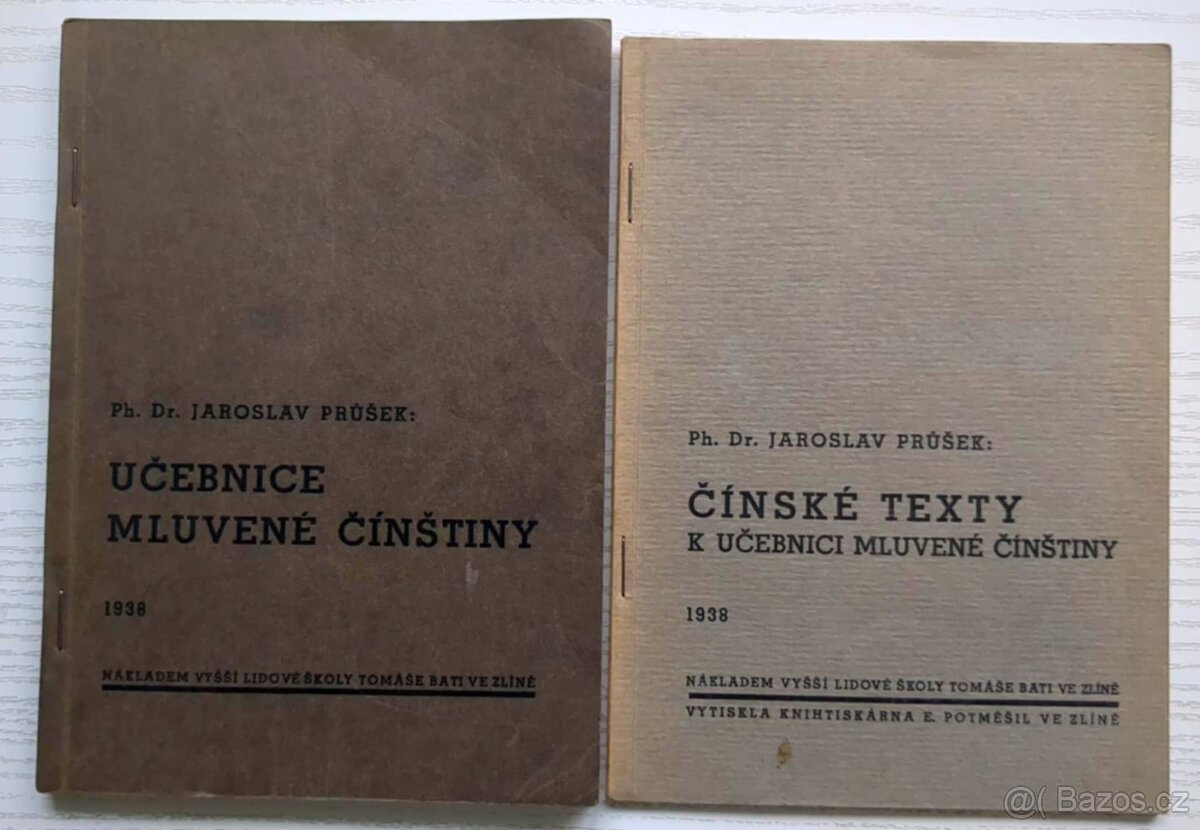 Ph. Dr. JAROSLAV PRŮŠEK:
UČEBNICE
MLUVENÉ ČÍNŠTINY
1938
NÁKLADEM VYŠŠÍ LIDOVÉ ŠKOLY TOMÁŠE BATI VE ZLÍNĚ
Ph. Dr. JAROSLAV PRŮŠEK:
ČÍNSKÉ TEXTY
K UČEBNICI MLUVENÉ ČÍNŠTINY
1938
NÁKLADEM VYŠŠÍ LIDOVÉ ŠKOLY TOMÁŠE BATI VE ZLÍNĚ
VYTISKLA KNIHTISKÁRNA E. POTMĚŠIL VE ZLÍNĚ
@( Bazos.cz